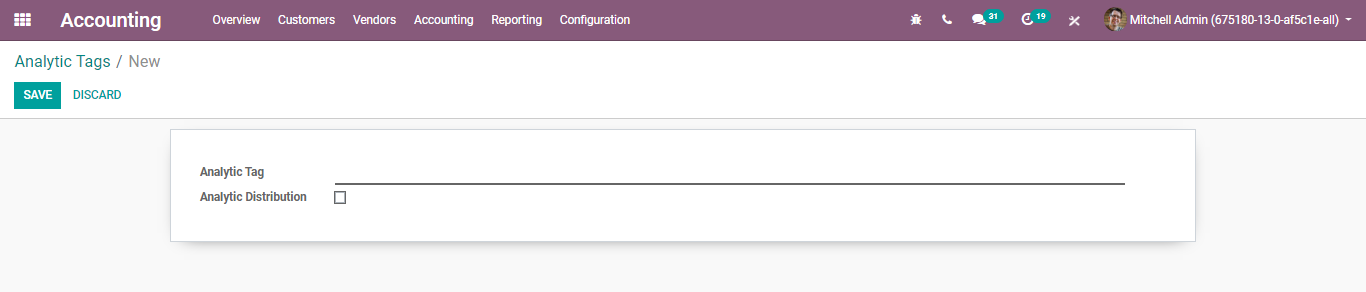 Accounting Overview Customers Vendors Accounting Reporting Configuration 31 19 Mitchell Admin (675180-13-0-af5c1e-all)
Analytic Tags / New
SAVE DISCARD
Analytic Tag
Analytic Distribution